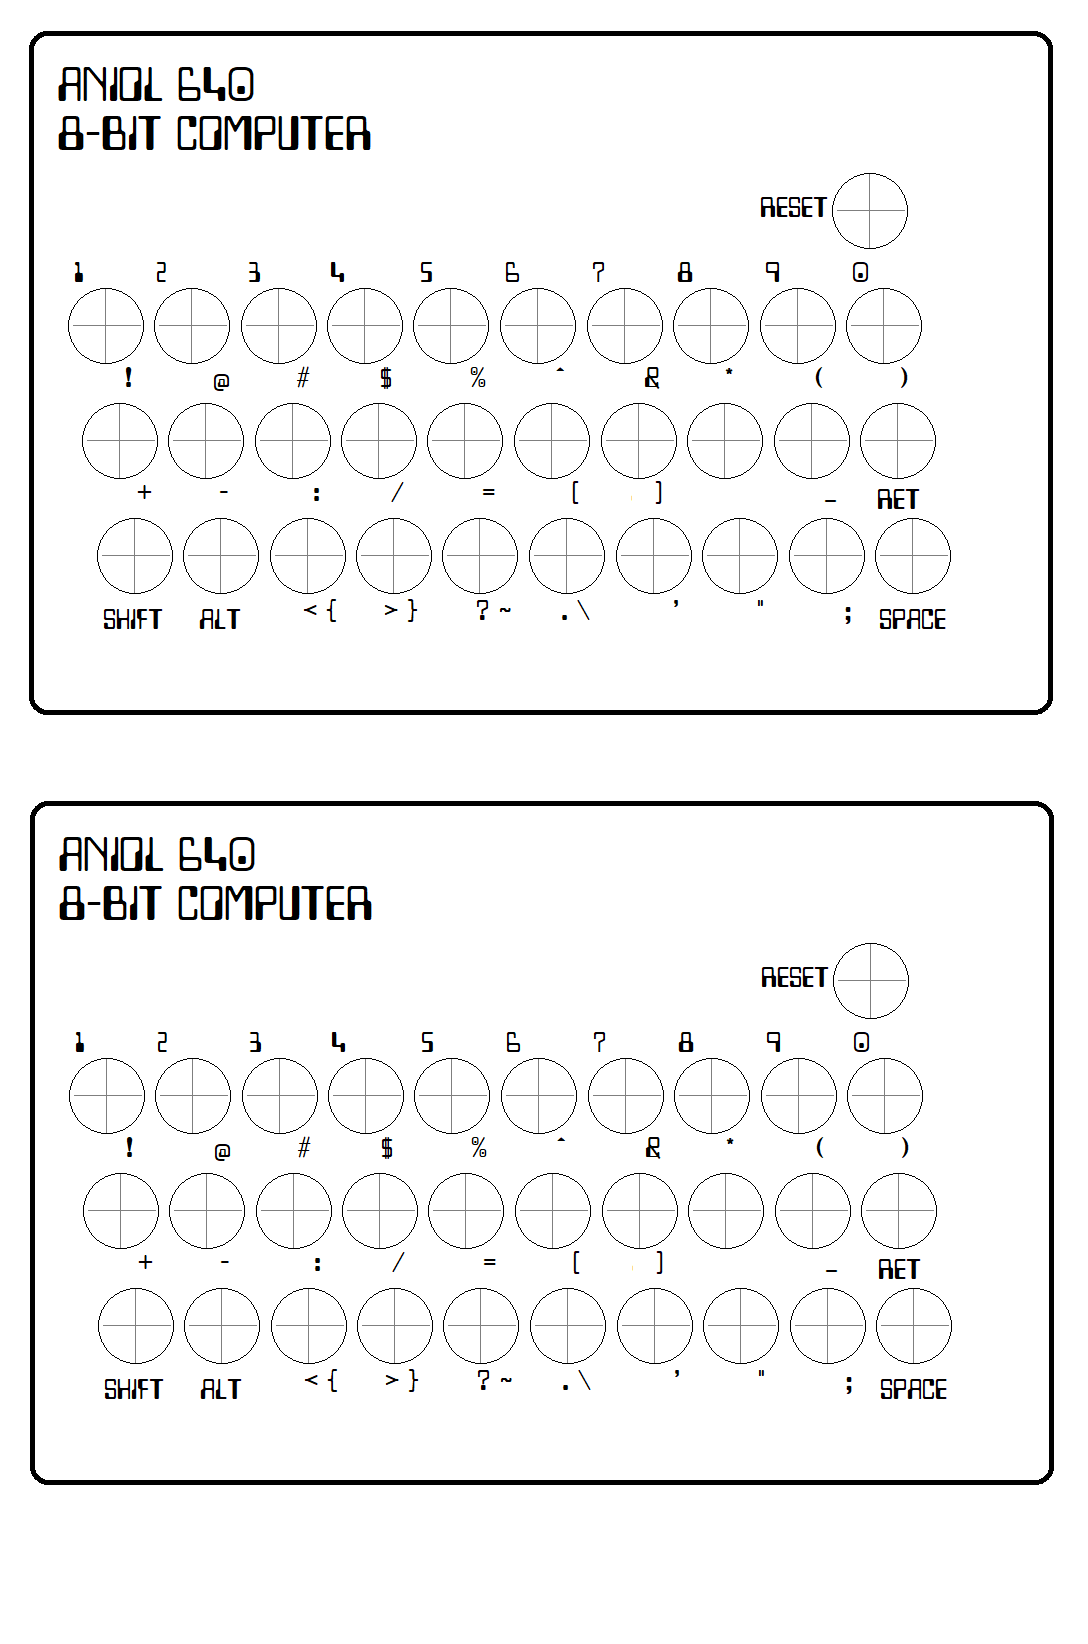 ANIOL 640
8-BIT COMPUTER
RESET
1 2 3 4 5 6 7 8 9 0
! @ # $ % ^ & * ( )
+ - : / = [ ] _ RET
SHIFT ALT < { > } ? ~ . \ ' " ; SPACE
ANIOL 640
8-BIT COMPUTER
RESET
1 2 3 4 5 6 7 8 9 0
! @ # $ % ^ & * ( )
+ - : / = [ ] _ RET
SHIFT ALT < { > } ? ~ . \ ' " ; SPACE